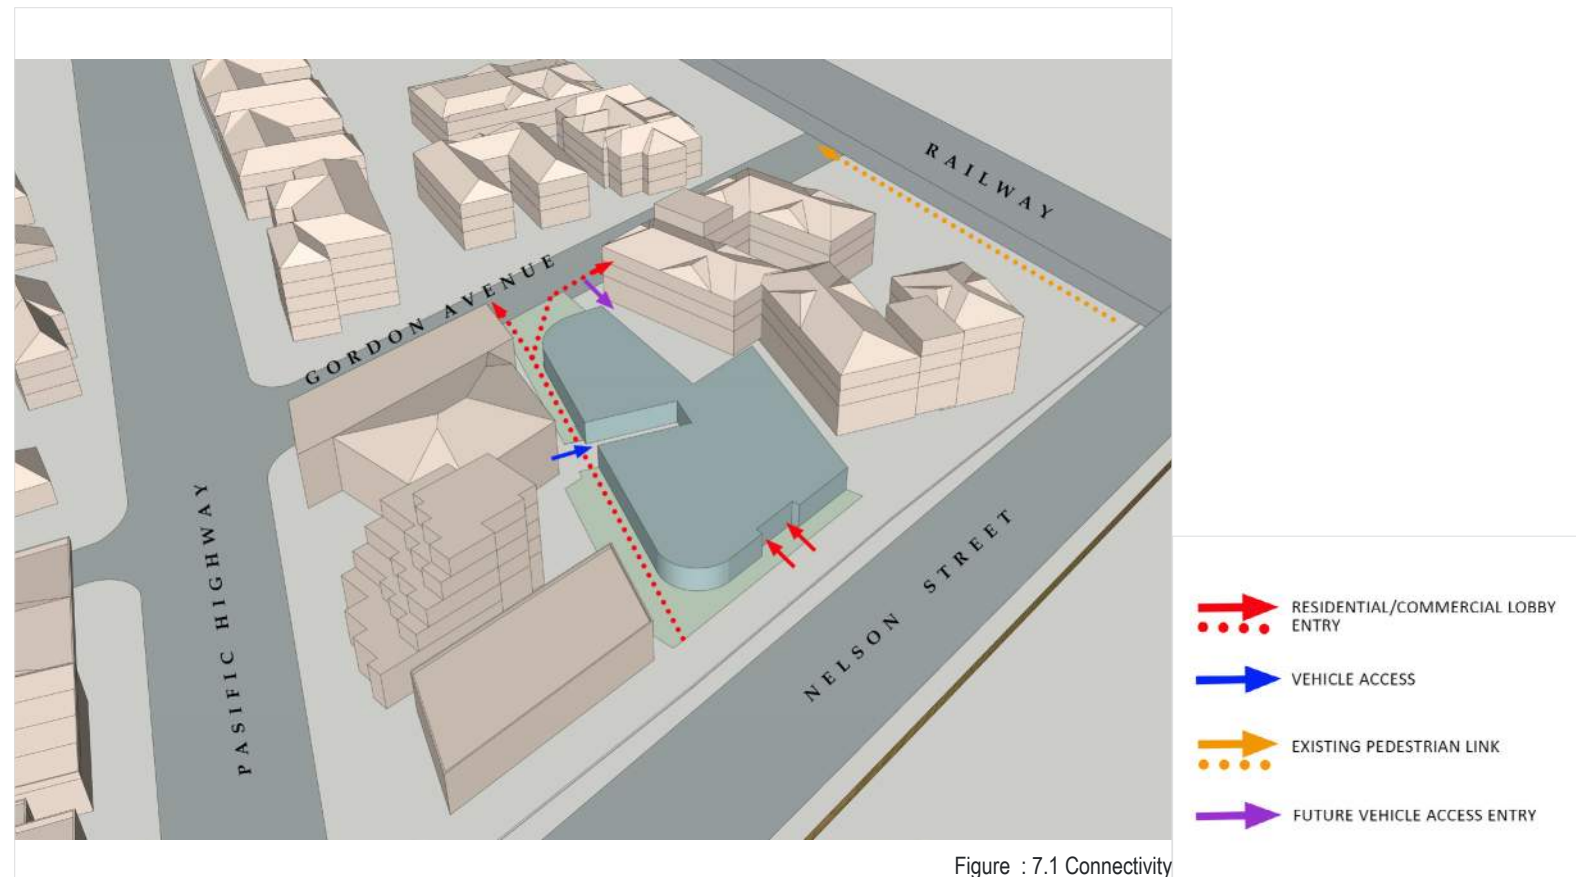 RAILWAY
GORDON AVENUE
PASIFIC HIGHWAY
NELSON STREET
RESIDENTIAL/COMMERCIAL LOBBY
ENTRY
VEHICLE ACCESS
EXISTING PEDESTRIAN LINK
FUTURE VEHICLE ACCESS ENTRY
Figure : 7.1 Connectivity